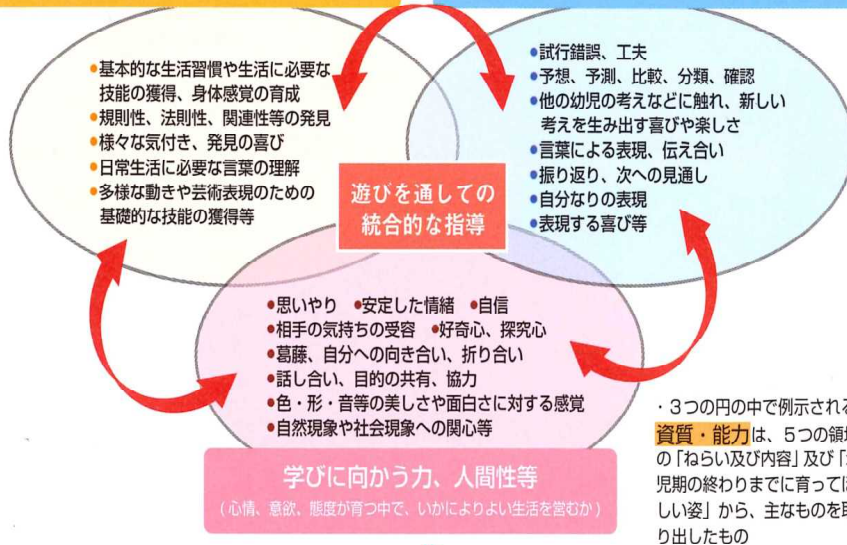 ●基本的な生活習慣や生活に必要な
技能の獲得、身体感覚の育成
●規則性、法則性、関連性等の発見
●様々な気付き、発見の喜び
●日常生活に必要な言葉の理解
●多様な動きや芸術表現のための
基礎的な技能の獲得等
●試行錯誤、工夫
●予想、予測、比較、分類、確認
●他の幼児の考えなどに触れ、新しい
考えを生み出す喜びや楽しさ
●言葉による表現、伝え合い
●振り返り、次への見通し
●自分なりの表現
●表現する喜び等
遊びを通しての
統合的な指導
●思いやり ●安定した情緒 ●自信
●相手の気持ちの受容 ●好奇心、探究心
●葛藤、自分への向き合い、折り合い
●話し合い、目的の共有、協力
●色・形・音等の美しさや面白さに対する感覚
●自然現象や社会現象への関心等
学びに向かう力、人間性等
(心情、意欲、態度が育つ中で、いかによりよい生活を営むか)
・3つの円の中で例示される
資質・能力は、5つの領域
の「ねらい及び内容」及び「
児期の終わりまでに育ってほ
しい姿」から、主なものを取
り出したもの